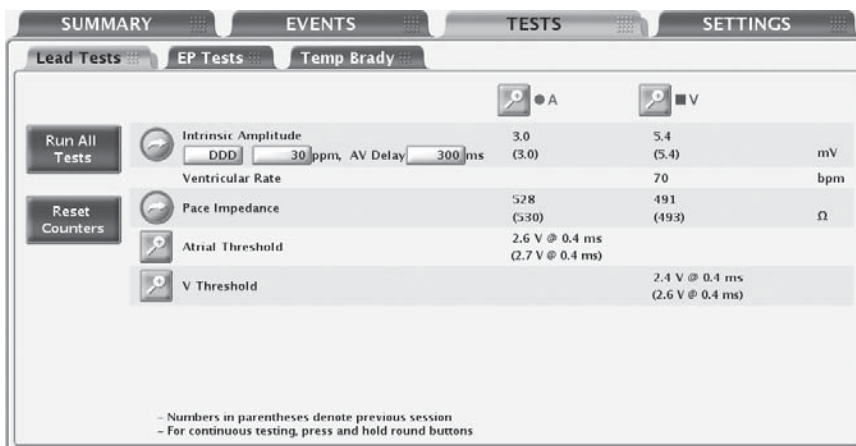 SUMMARY EVENTS TESTS SETTINGS
Lead Tests EP Tests Temp Brady
A V
Run All Tests
Intrinsic Amplitude 3.0 5.4
DDD 30 ppm, AV Delay 300 ms (3.0) (5.4) mV
Ventricular Rate 70 bpm
Reset Counters
Pace Impedance 528 491
(530) (493) Ω
Atrial Threshold 2.6 V @ 0.4 ms
(2.7 V @ 0.4 ms)
V Threshold 2.4 V @ 0.4 ms
(2.6 V @ 0.4 ms)
– Numbers in parentheses denote previous session
– For continuous testing, press and hold round buttons